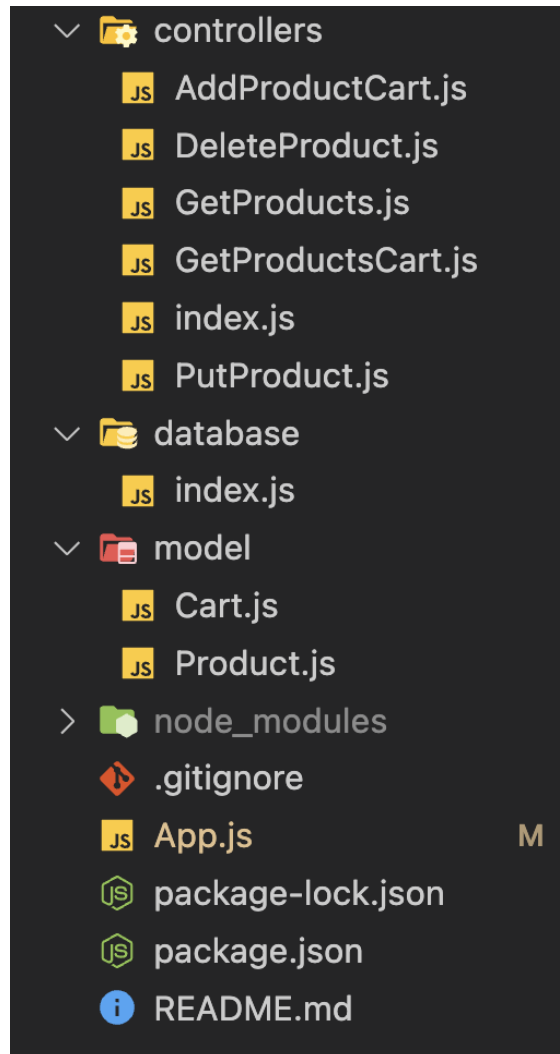 controllers
JS AddProductCart.js
JS DeleteProduct.js
JS GetProducts.js
JS GetProductsCart.js
JS index.js
JS PutProduct.js
database
JS index.js
model
JS Cart.js
JS Product.js
node_modules
.gitignore
JS App.js M
JS package-lock.json
JS package.json
i README.md